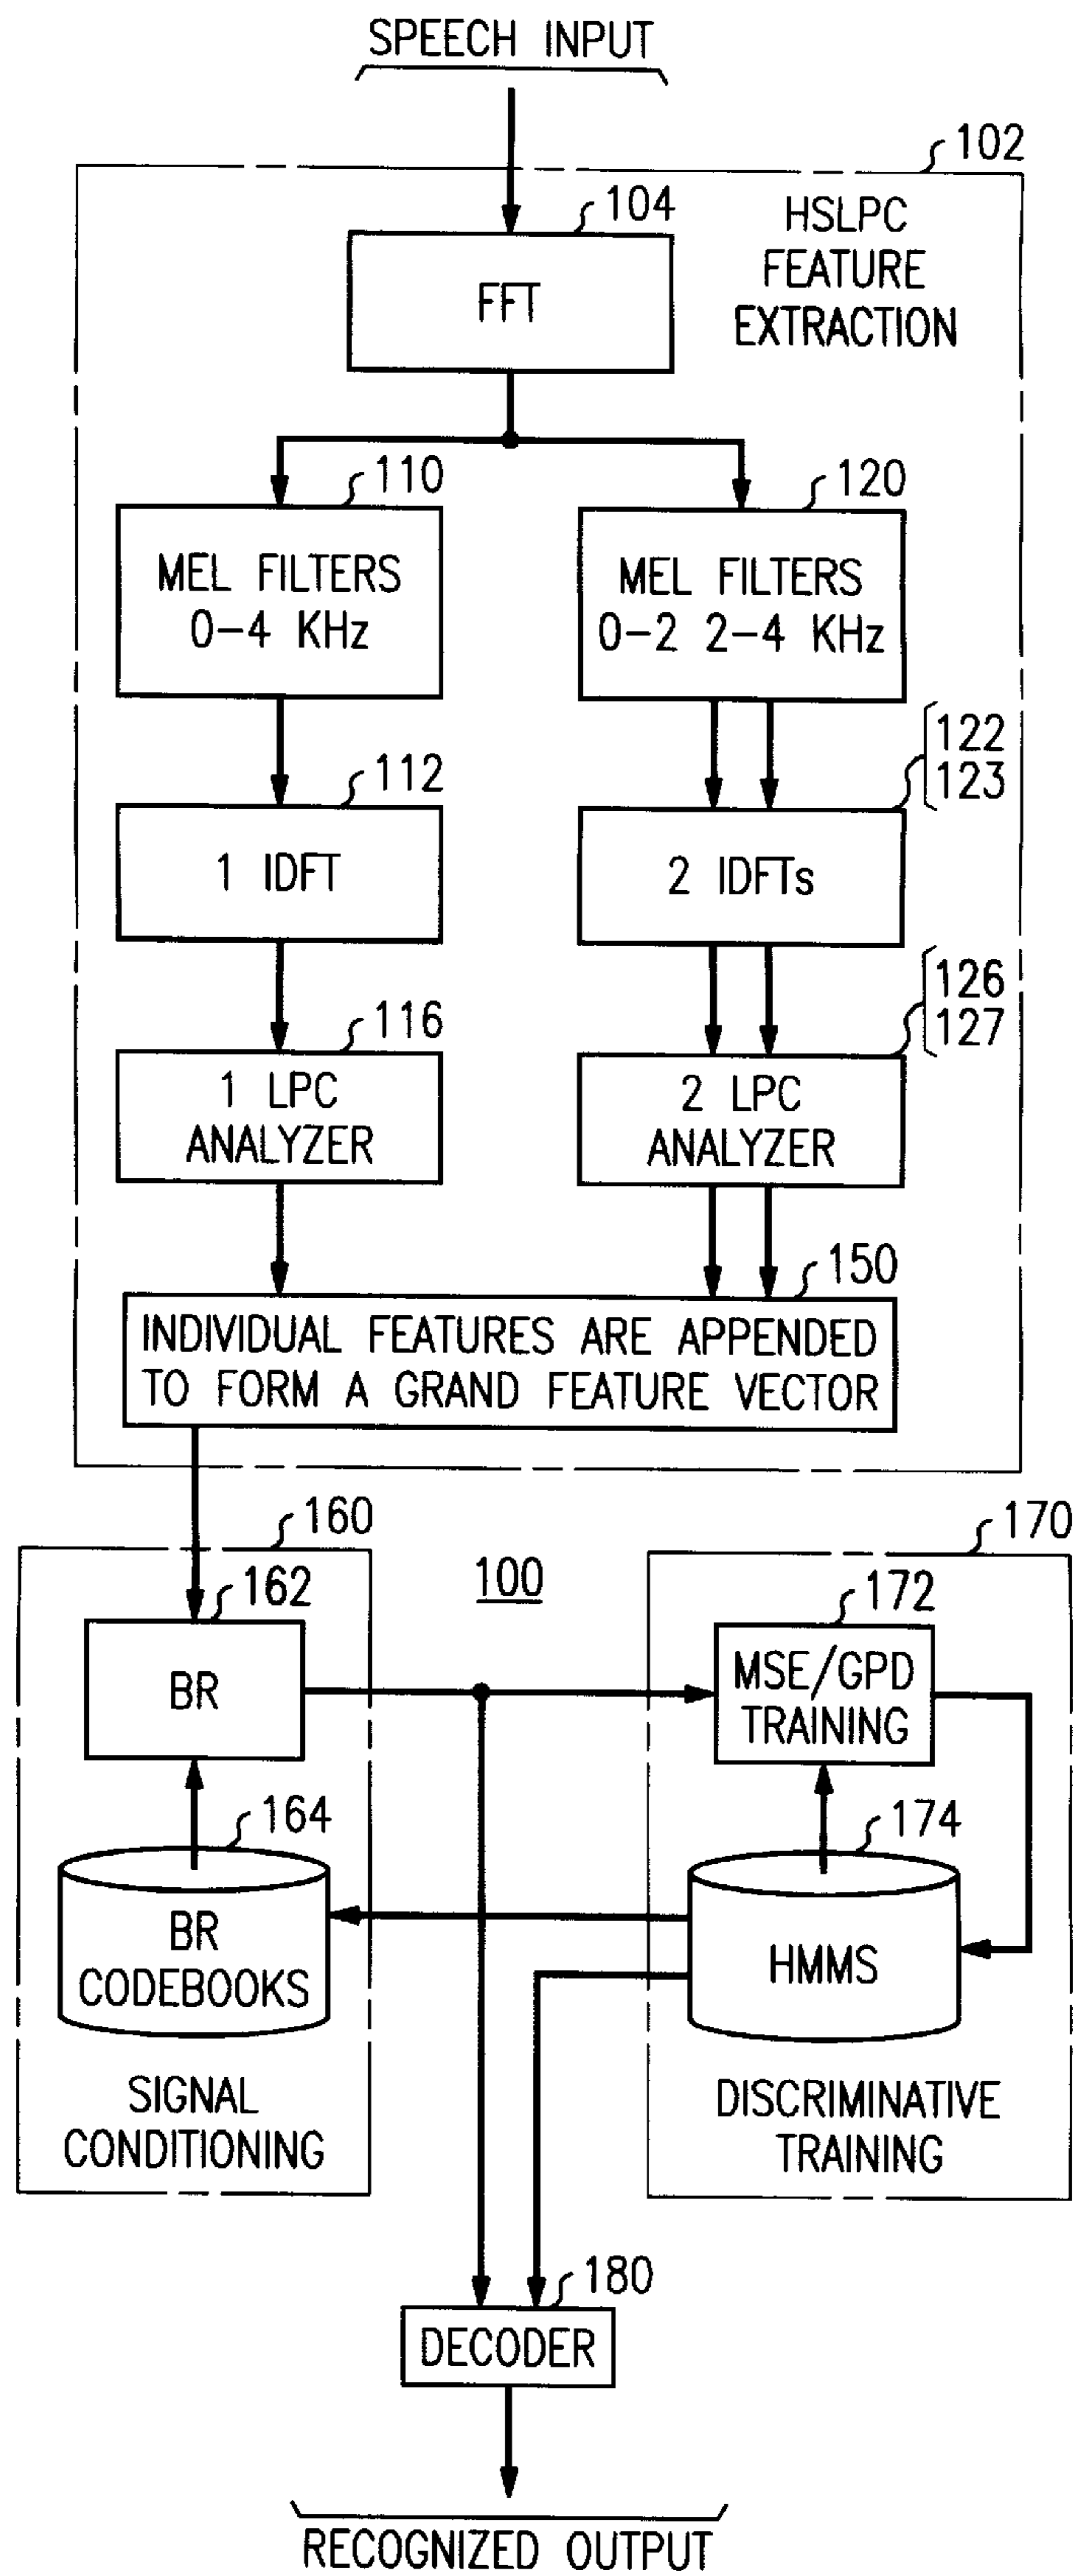 SPEECH INPUT
102
HSLPC
FEATURE
EXTRACTION
104
FFT
110
MEL FILTERS
0-4 KHz
120
MEL FILTERS
0-2 2-4 KHz
112
1 IDFT
122
123
2 IDFTs
116
1 LPC
ANALYZER
126
127
2 LPC
ANALYZER
150
INDIVIDUAL FEATURES ARE APPENDED
TO FORM A GRAND FEATURE VECTOR
160
162
BR
164
BR
CODEBOOKS
SIGNAL
CONDITIONING
100
170
172
MSE/GPD
TRAINING
174
HMMS
DISCRIMINATIVE
TRAINING
180
DECODER
RECOGNIZED OUTPUT